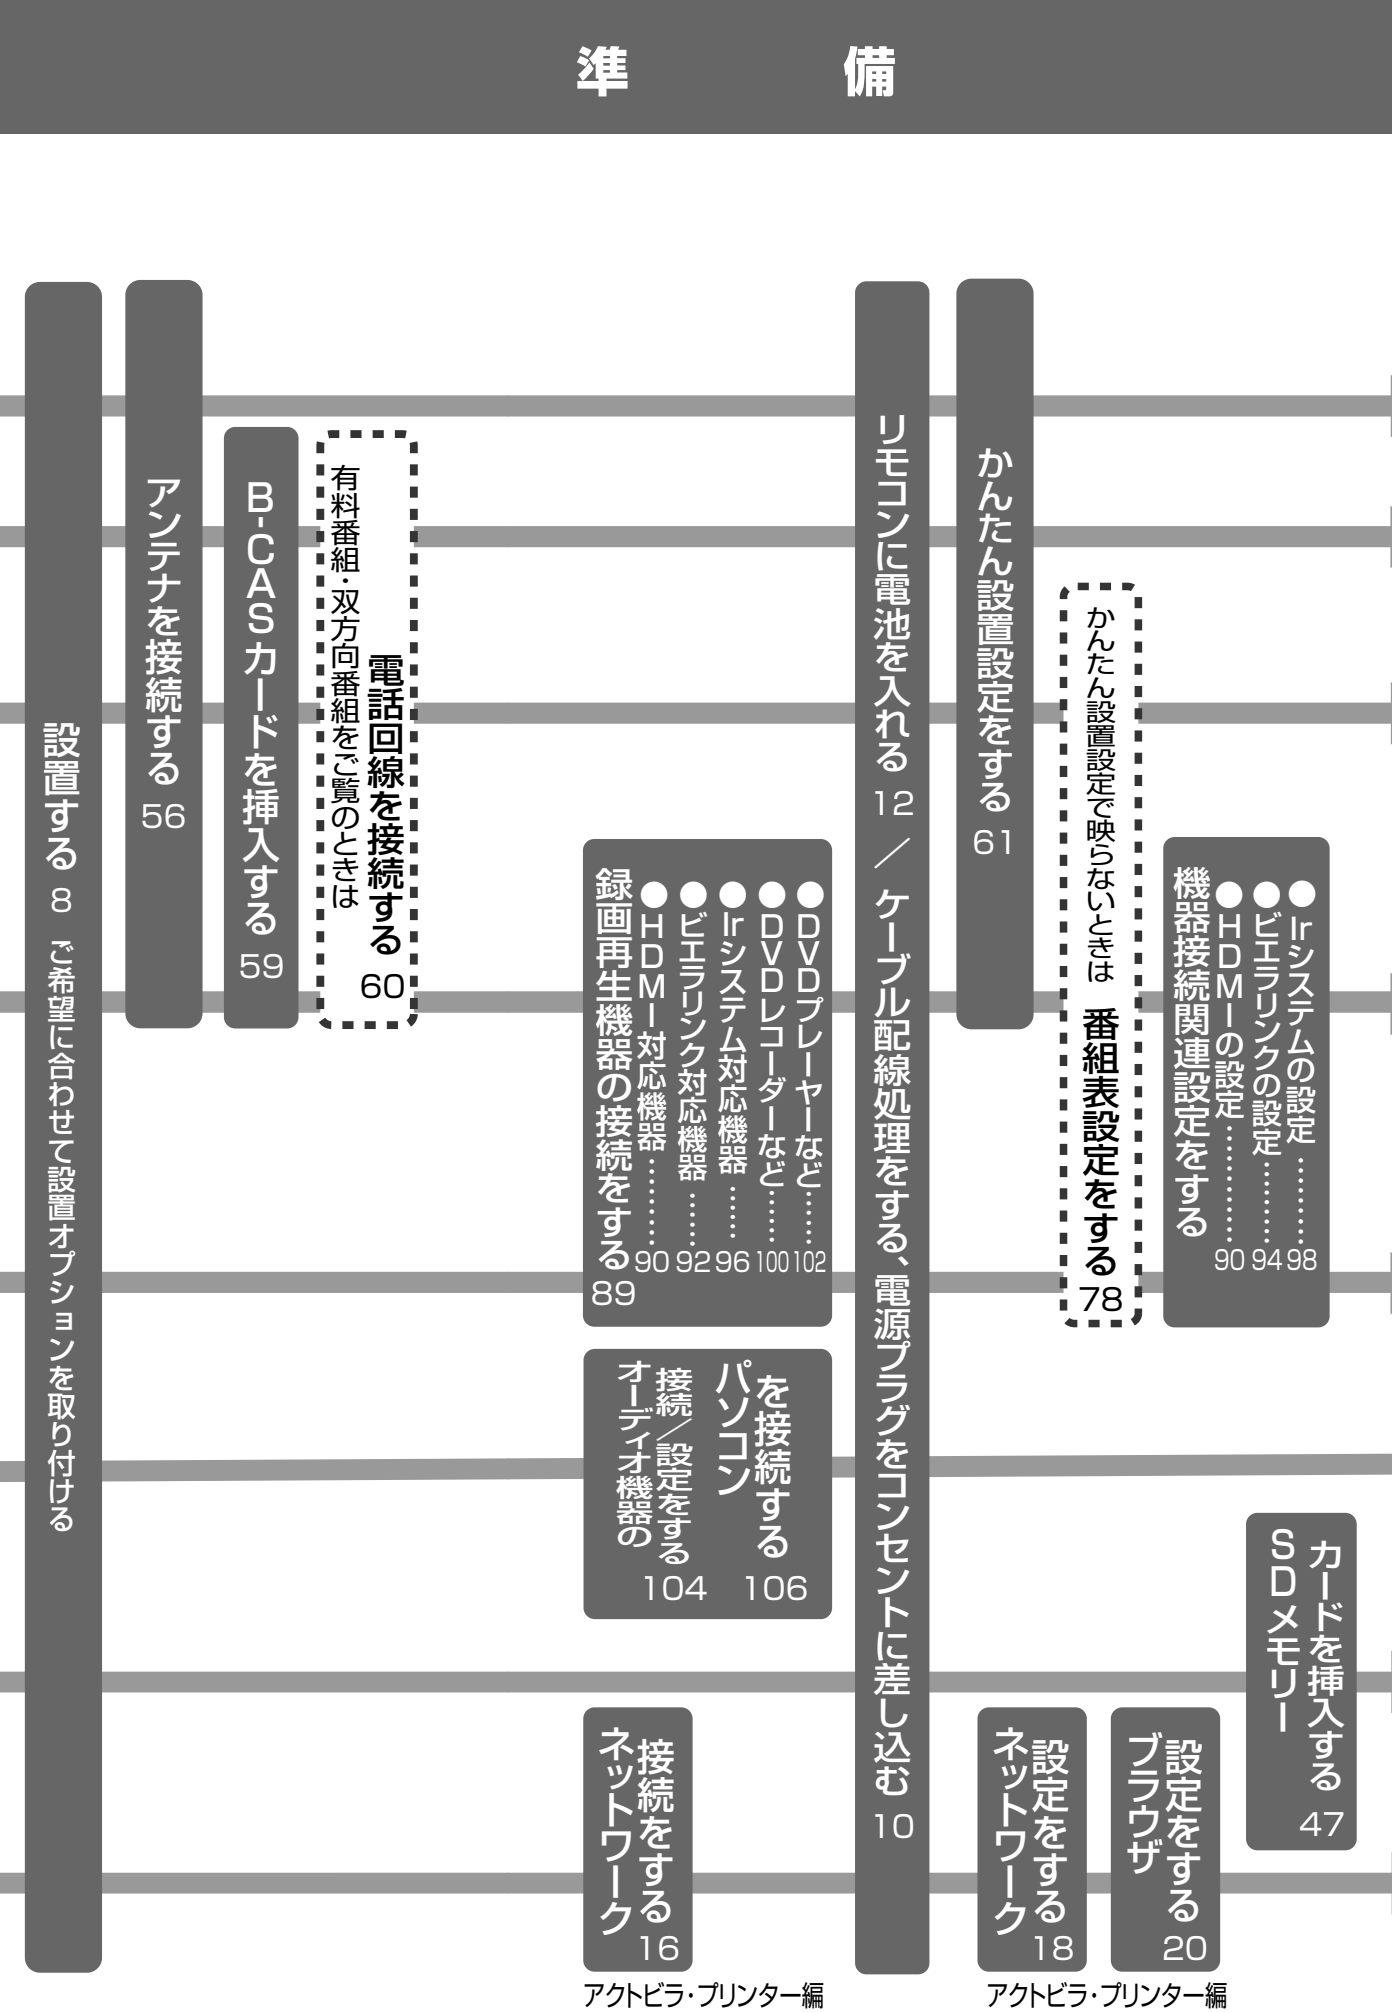 準備
設置する 8 ご希望に合わせて設置オプションを取り付ける
アンテナを接続する 56
B-CASカードを挿入する 59
有料番組・双方向番組をご覧のときは
電話回線を接続する 60
録画再生機器の接続をする 89
●HDMI対応機器………90
●ビエラリンク対応機器……92
●Irシステム対応機器……96
●DVDレコーダーなど……100
●DVDプレーヤーなど……102
オーディオ機器の
接続／設定をする 104
パソコン
を接続する 106
ネットワーク
接続をする 16
アクトビラ・プリンター編
リモコンに電池を入れる 12 ／ ケーブル配線処理をする、電源プラグをコンセントに差し込む 10
かんたん設置設定をする 61
かんたん設置設定で映らないときは 番組表設定をする 78
機器接続関連設定をする
●HDMIの設定…………90
●ビエラリンクの設定………94
●Irシステムの設定………98
ネットワーク
設定をする 18
ブラウザ
設定をする 20
アクトビラ・プリンター編
SDメモリー
カードを挿入する 47